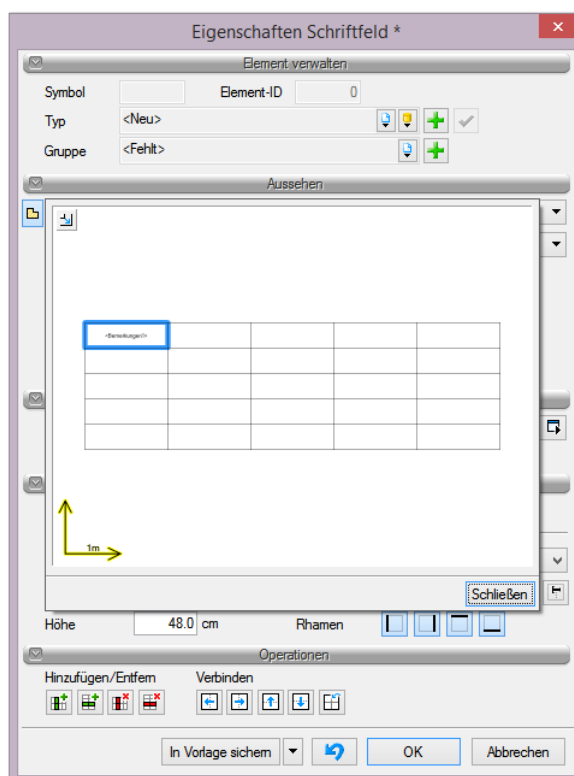 Eigenschaften Schriftfeld *
Element verwalten
Symbol
Element-ID 0
Typ <Neu>
Gruppe <Fehlt>
Aussehen
<Bemerkungen!>
1m
Schließen
Höhe 48.0 cm Rhamen
Operationen
Hinzufügen/Entfern Verbinden
In Vorlage sichern OK Abbrechen